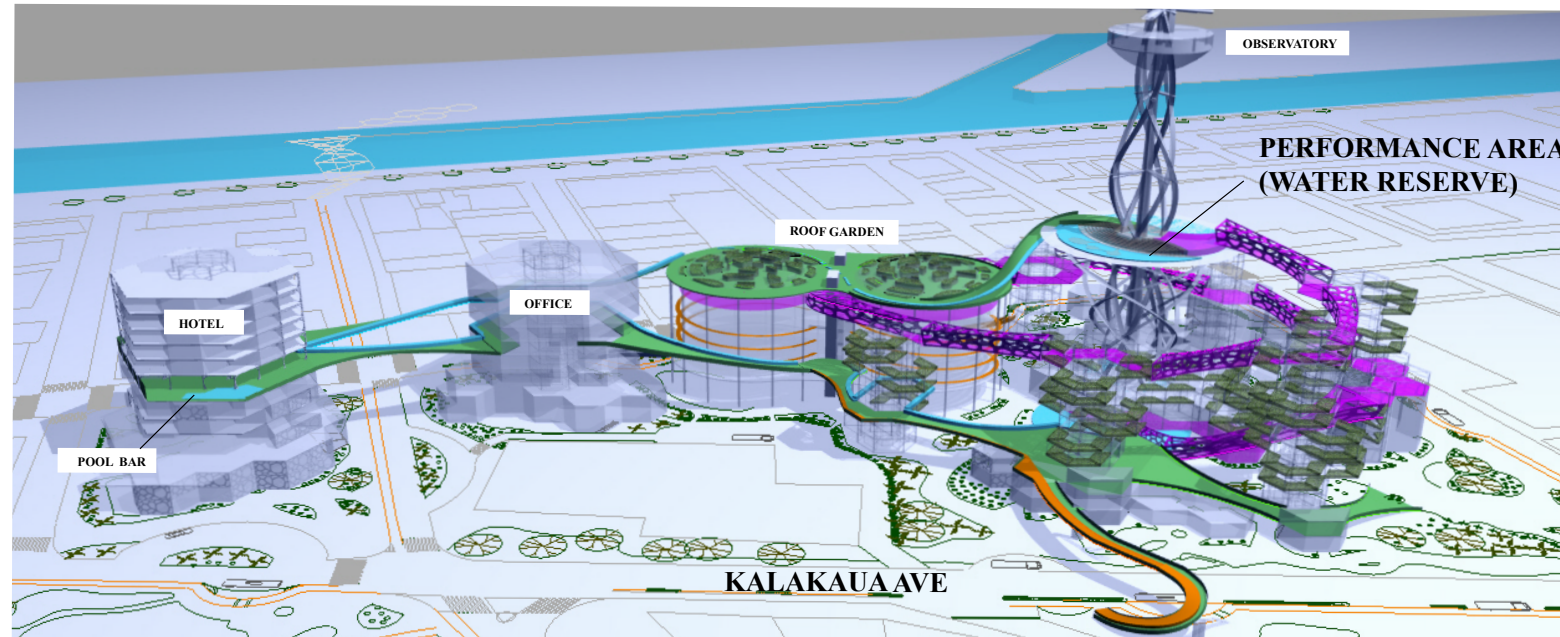 OBSERVATORY
PERFORMANCE AREA
(WATER RESERVE)
ROOF GARDEN
OFFICE
HOTEL
POOL BAR
KALAKAUA AVE